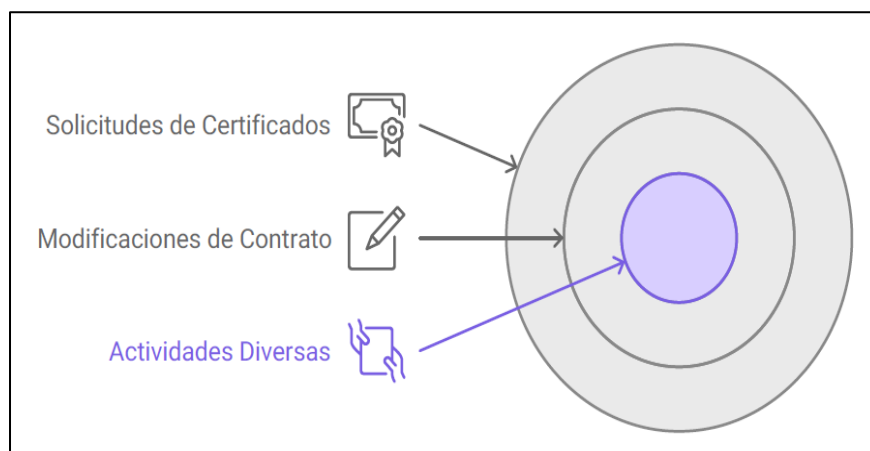 Solicitudes de Certificados
Modificaciones de Contrato
Actividades Diversas